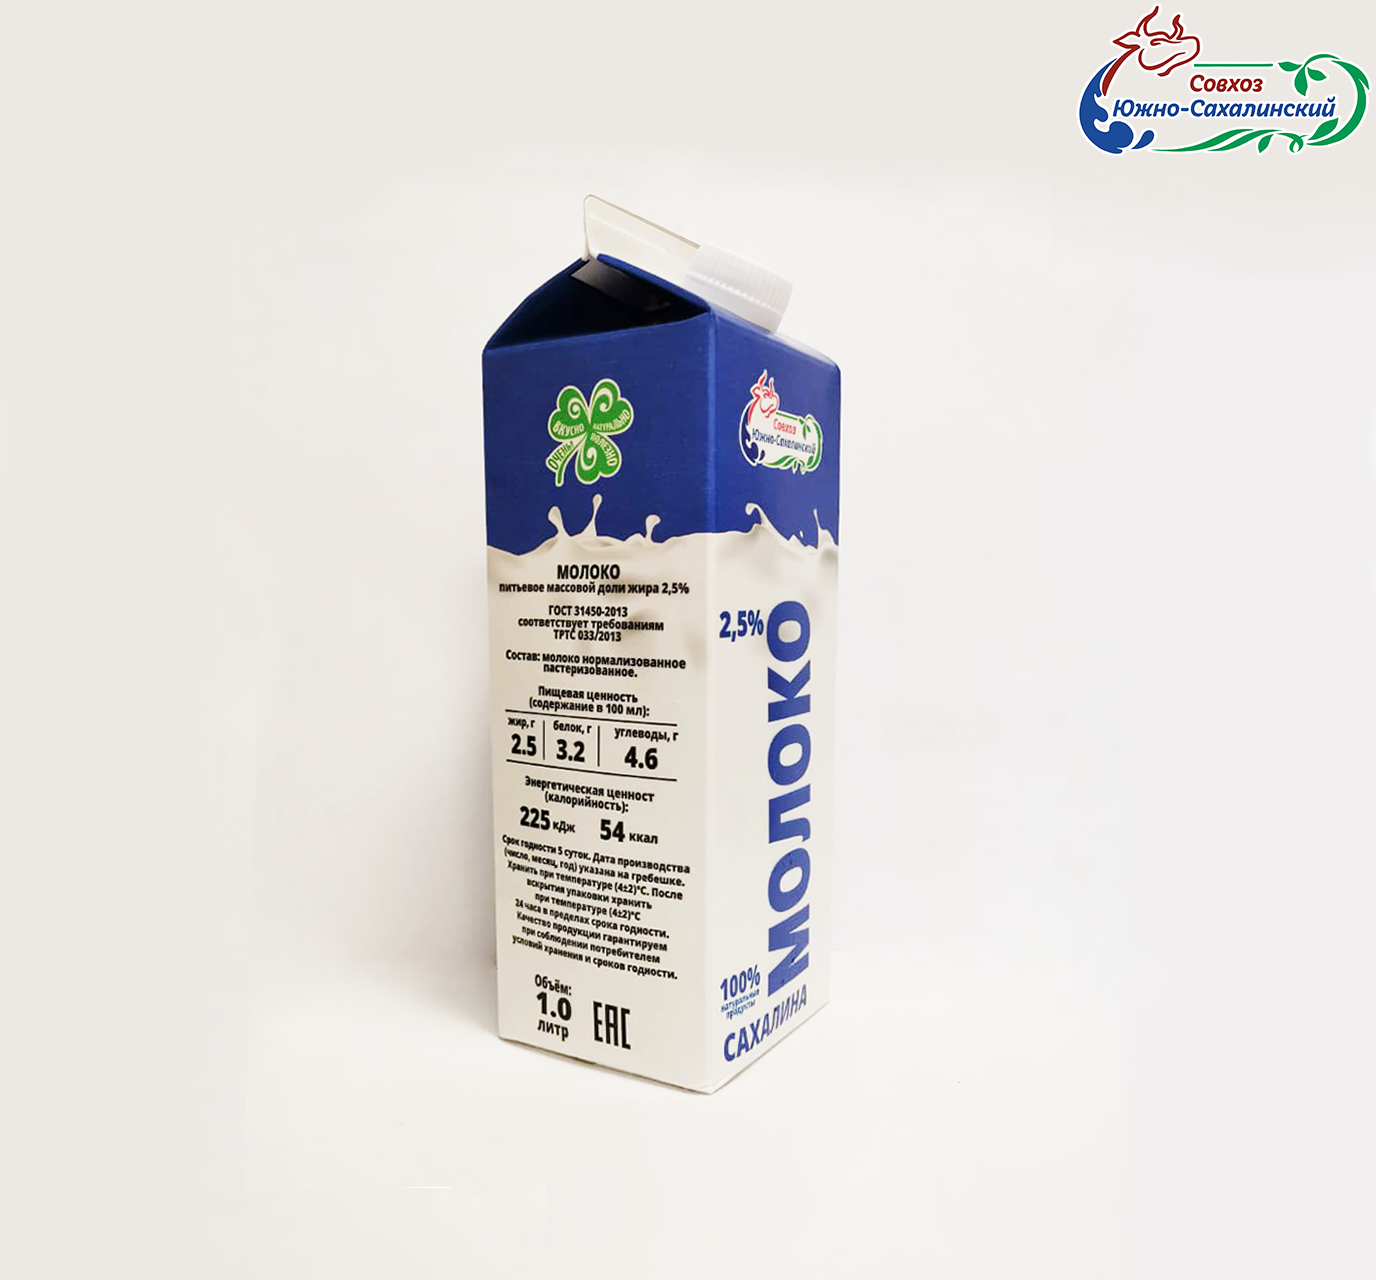 Совхоз
Южно-Сахалинский
ВКУСНО
НАТУРАЛЬНО
ОЧЕНЬ!
ПОЛЕЗНО
Совхоз
Южно-Сахалинский
МОЛОКО
питьевое массовой доли жира 2,5%
ГОСТ 31450-2013
соответствует требованиям
ТРТС 033/2013
Состав: молоко нормализованное
пастеризованное.
Пищевая ценность
(содержание в 100 мл):
жир, г белок, г углеводы, г
2.5 3.2 4.6
Энергетическая ценност
(калорийность):
225 кДж 54 ккал
Срок годности 5 суток. Дата производства
(число, месяц, год) указана на гребешке.
Хранить при температуре (4±2)°С. После
вскрытия упаковки хранить
при температуре (4±2)°С
24 часа в пределах срока годности.
Качество продукции гарантируем
при соблюдении потребителем
условий хранения и сроков годности.
Объём:
1.0
литр
ЕАС
2,5%
МОЛОКО
100%
натуральные
продукты
САХАЛИНА